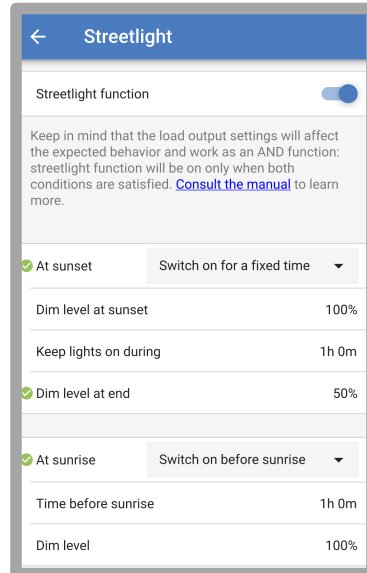 Streetlight
Streetlight function
Keep in mind that the load output settings will affect
the expected behavior and work as an AND function:
streetlight function will be on only when both
conditions are satisfied. Consult the manual to learn
more.
At sunset Switch on for a fixed time
Dim level at sunset 100%
Keep lights on during 1h 0m
Dim level at end 50%
At sunrise Switch on before sunrise
Time before sunrise 1h 0m
Dim level 100%